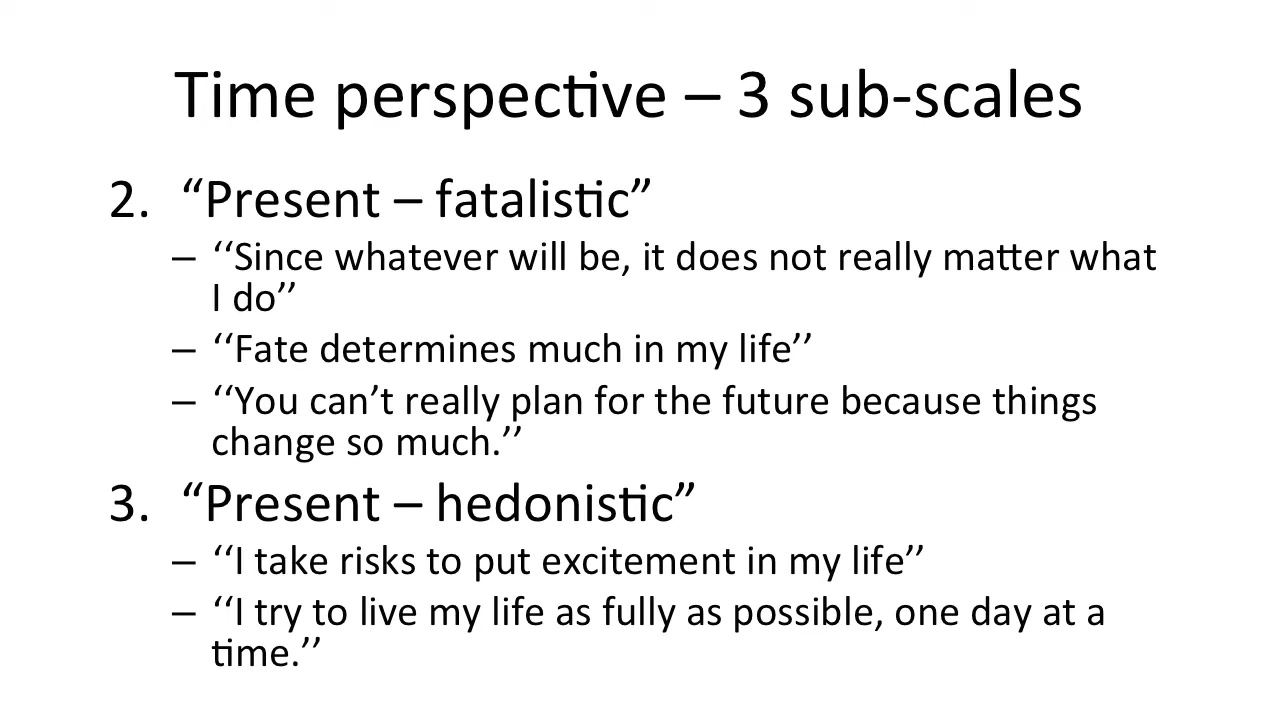 Time perspective – 3 sub-scales
2. “Present – fatalistic”
– ‘‘Since whatever will be, it does not really matter what
I do’’
– ‘‘Fate determines much in my life’’
– ‘‘You can’t really plan for the future because things
change so much.’’
3. “Present – hedonistic”
– ‘‘I take risks to put excitement in my life’’
– ‘‘I try to live my life as fully as possible, one day at a
time.’’